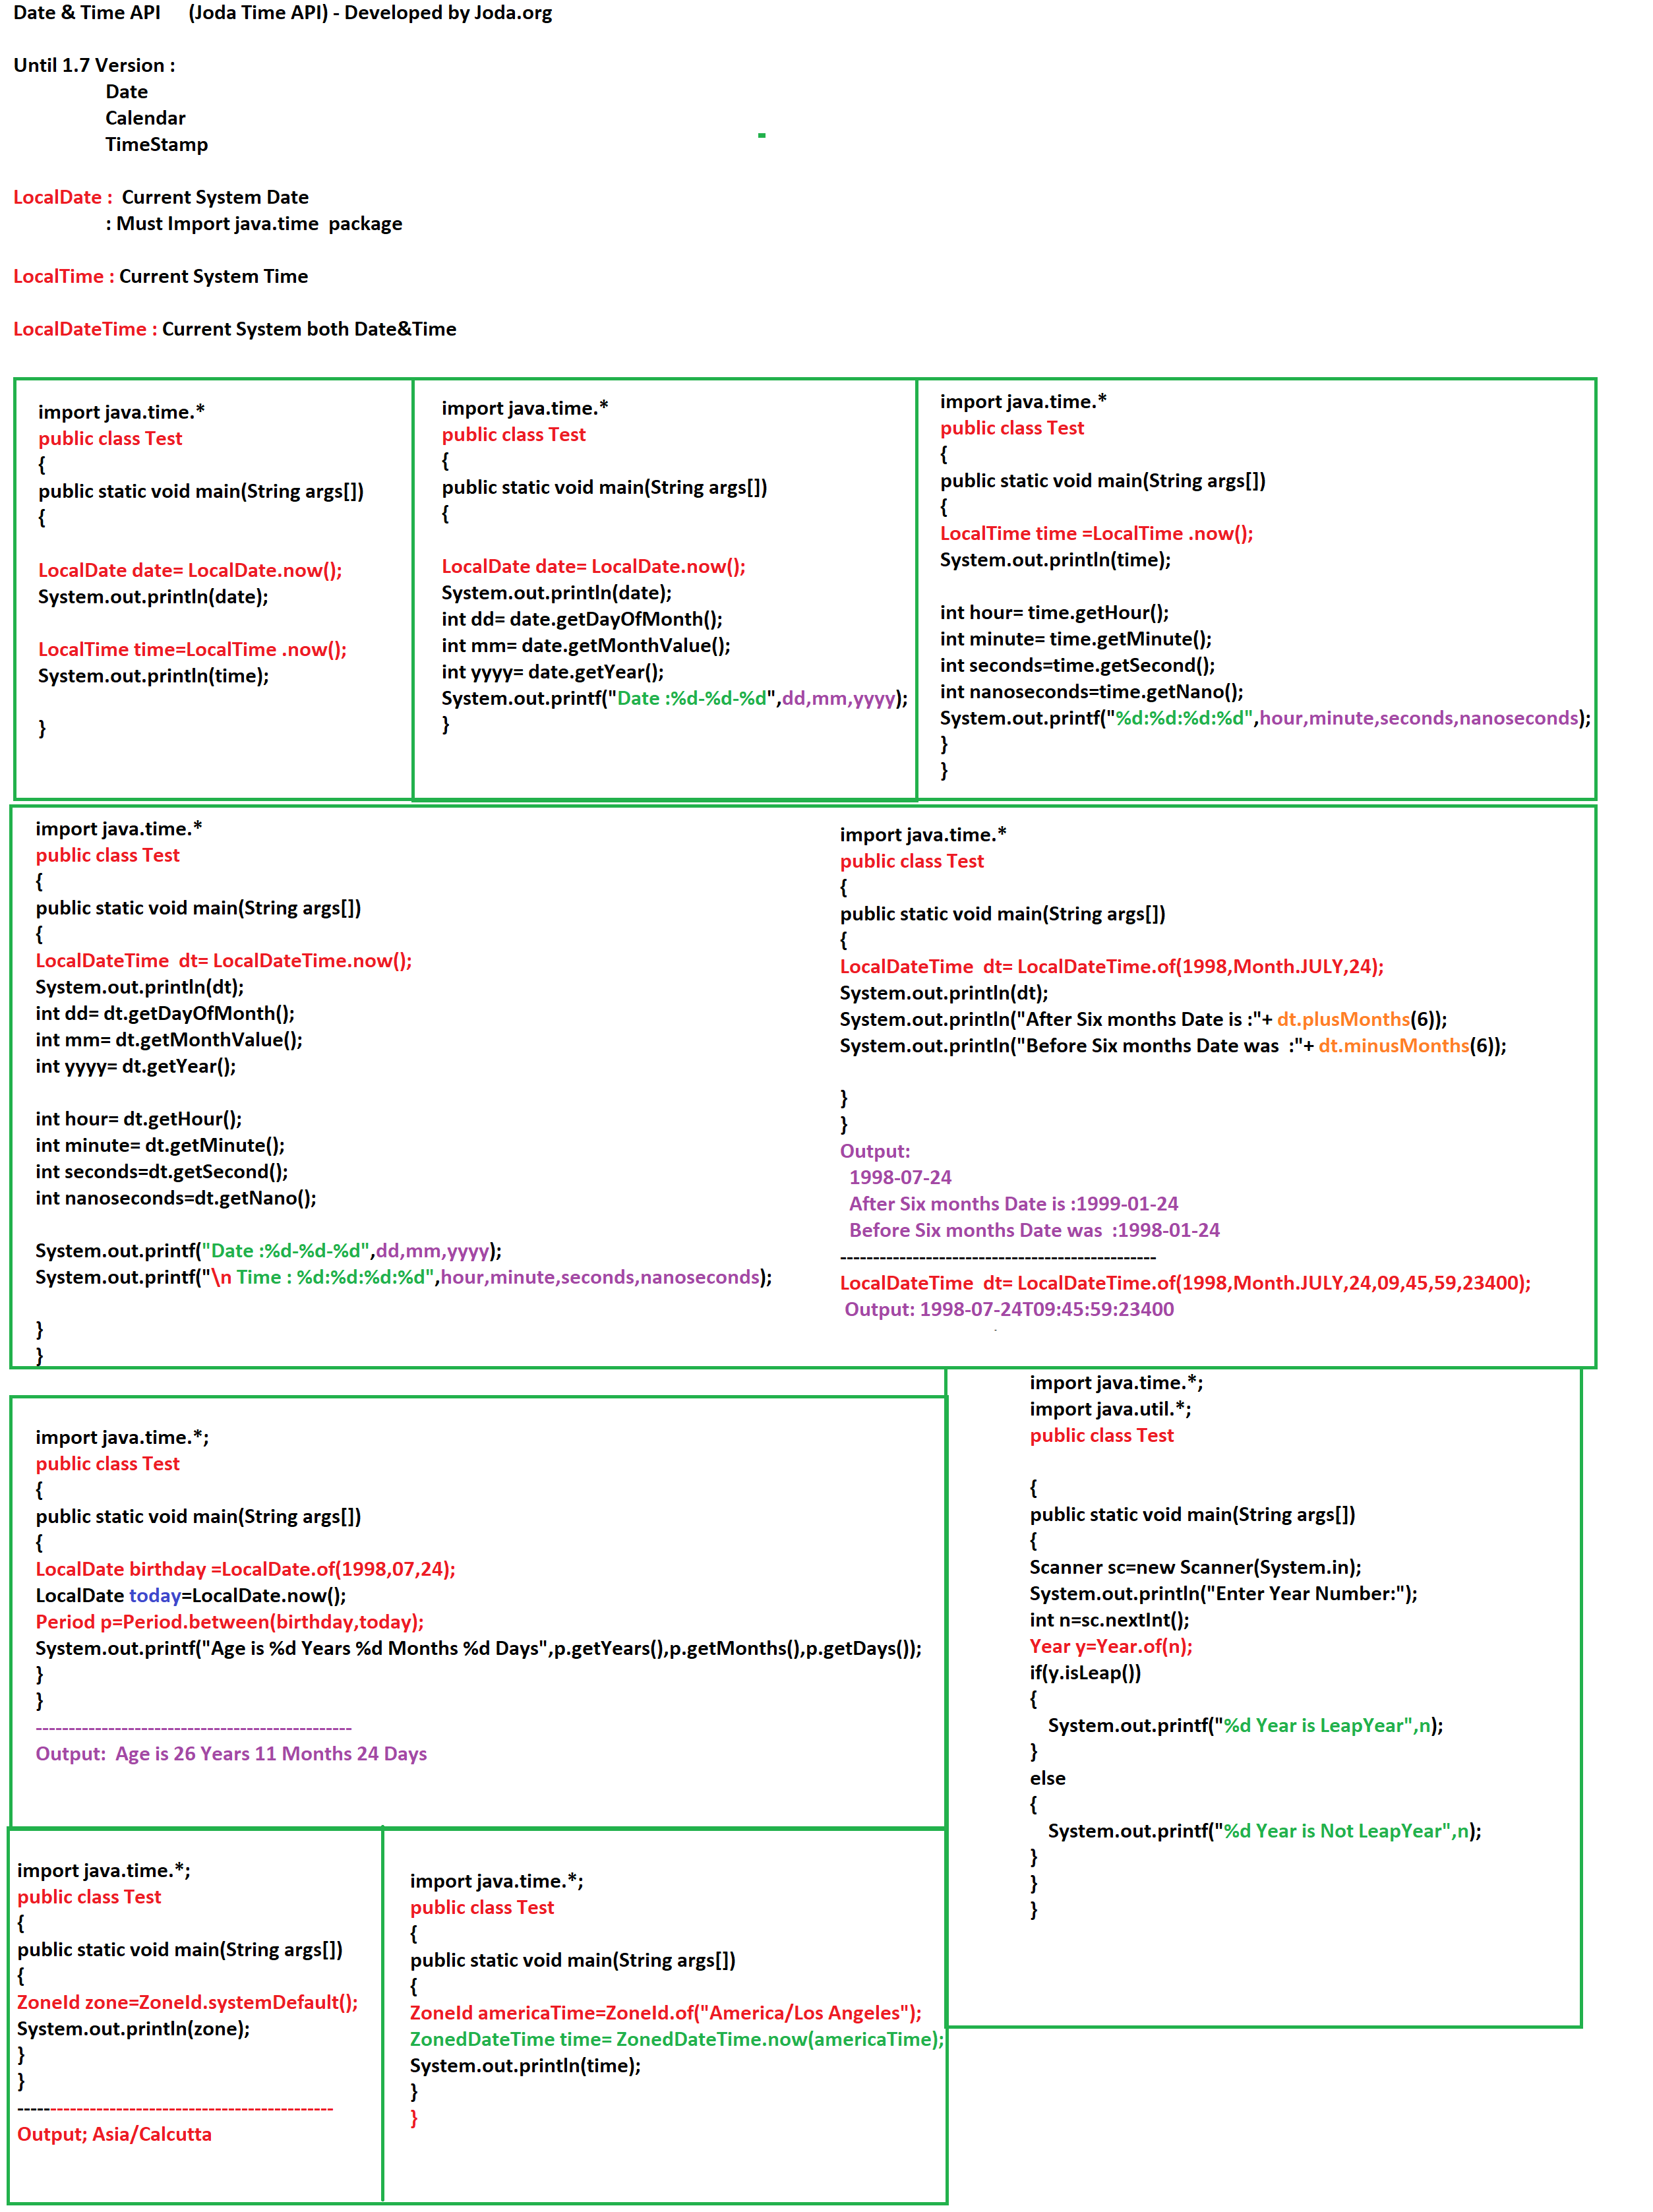 Date & Time API (Joda Time API) - Developed by Joda.org
Until 1.7 Version :
Date
Calendar
TimeStamp
LocalDate : Current System Date
: Must Import java.time package
LocalTime : Current System Time
LocalDateTime : Current System both Date&Time
import java.time.*
public class Test
{
public static void main(String args[])
{
LocalDate date= LocalDate.now();
System.out.println(date);
LocalTime time=LocalTime .now();
System.out.println(time);
}
import java.time.*
public class Test
{
public static void main(String args[])
{
LocalDate date= LocalDate.now();
System.out.println(date);
int dd= date.getDayOfMonth();
int mm= date.getMonthValue();
int yyyy= date.getYear();
System.out.printf("Date :%d-%d-%d",dd,mm,yyyy);
}
import java.time.*
public class Test
{
public static void main(String args[])
{
LocalTime time =LocalTime .now();
System.out.println(time);
int hour= time.getHour();
int minute= time.getMinute();
int seconds=time.getSecond();
int nanoseconds=time.getNano();
System.out.printf("%d:%d:%d:%d",hour,minute,seconds,nanoseconds);
}
}
import java.time.*
public class Test
{
public static void main(String args[])
{
LocalDateTime dt= LocalDateTime.now();
System.out.println(dt);
int dd= dt.getDayOfMonth();
int mm= dt.getMonthValue();
int yyyy= dt.getYear();
int hour= dt.getHour();
int minute= dt.getMinute();
int seconds=dt.getSecond();
int nanoseconds=dt.getNano();
System.out.printf("Date :%d-%d-%d",dd,mm,yyyy);
System.out.printf("\n Time : %d:%d:%d:%d",hour,minute,seconds,nanoseconds);
}
}
import java.time.*
public class Test
{
public static void main(String args[])
{
LocalDateTime dt= LocalDateTime.of(1998,Month.JULY,24);
System.out.println(dt);
System.out.println("After Six months Date is :"+ dt.plusMonths(6));
System.out.println("Before Six months Date was :"+ dt.minusMonths(6));
}
}
Output:
1998-07-24
After Six months Date is :1999-01-24
Before Six months Date was :1998-01-24
------------------------------------------------
LocalDateTime dt= LocalDateTime.of(1998,Month.JULY,24,09,45,59,23400);
Output: 1998-07-24T09:45:59:23400
import java.time.*;
public class Test
{
public static void main(String args[])
{
LocalDate birthday =LocalDate.of(1998,07,24);
LocalDate today=LocalDate.now();
Period p=Period.between(birthday,today);
System.out.printf("Age is %d Years %d Months %d Days",p.getYears(),p.getMonths(),p.getDays());
}
}
------------------------------------------------
Output: Age is 26 Years 11 Months 24 Days
import java.time.*;
import java.util.*;
public class Test
{
public static void main(String args[])
{
Scanner sc=new Scanner(System.in);
System.out.println("Enter Year Number:");
int n=sc.nextInt();
Year y=Year.of(n);
if(y.isLeap())
{
System.out.printf("%d Year is LeapYear",n);
}
else
{
System.out.printf("%d Year is Not LeapYear",n);
}
}
}
import java.time.*;
public class Test
{
public static void main(String args[])
{
ZoneId zone=ZoneId.systemDefault();
System.out.println(zone);
}
}
------------------------------------------------
Output; Asia/Calcutta
import java.time.*;
public class Test
{
public static void main(String args[])
{
ZoneId americaTime=ZoneId.of("America/Los Angeles");
ZonedDateTime time= ZonedDateTime.now(americaTime);
System.out.println(time);
}
}